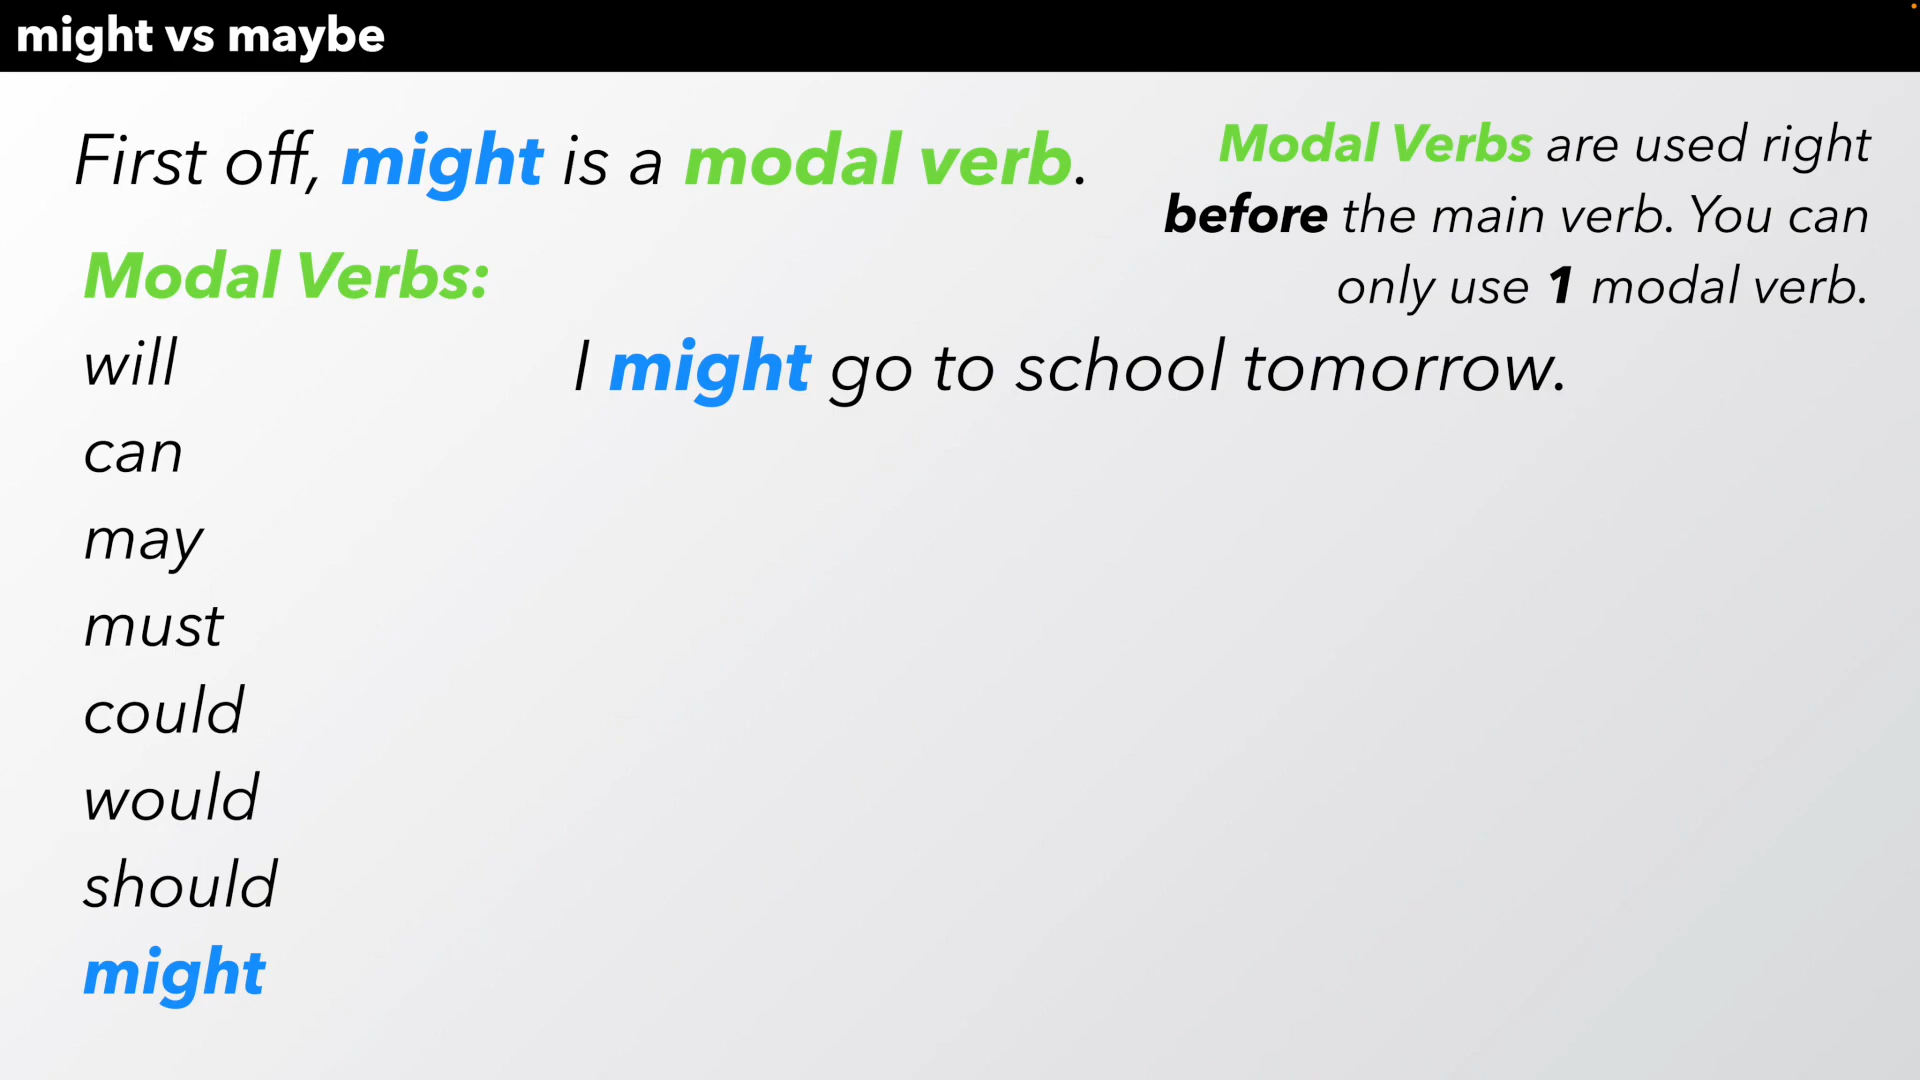 might vs maybe
First off, might is a modal verb.
Modal Verbs are used right
before the main verb. You can
only use 1 modal verb.
Modal Verbs:
will
can
may
must
could
would
should
might
I might go to school tomorrow.